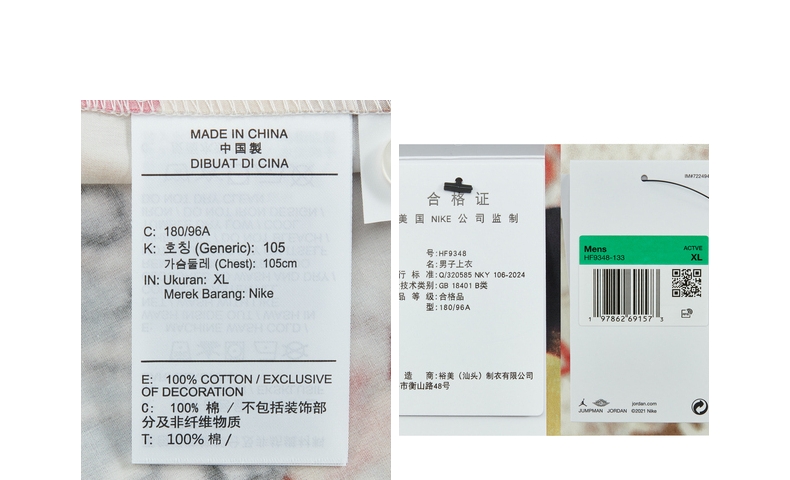 MADE IN CHINA
中国製
DIBUAT DI CINA
C: 180/96A
K: 호칭 (Generic): 105
가슴둘레 (Chest): 105cm
IN: Ukuran: XL
Merek Barang: Nike
E: 100% COTTON / EXCLUSIVE
OF DECORATION
C: 100% 棉 / 不包括装饰部
分及非纤维物质
T: 100% 棉 /
合格证
美国 NIKE 公司监制
号:HF9348
名:男子上衣
行 标 准:Q/320585 NKY 106-2024
技术类别:GB 18401 B类
品 等 级:合格品
型:180/96A
造 商:裕美（汕头）制衣有限公司
市衡山路48号
IM#722494
Mens
ACTVE
HF9348-133
XL
1 97862 69157 3
JUMPMAN JORDAN
jordan.com
©2021 Nike